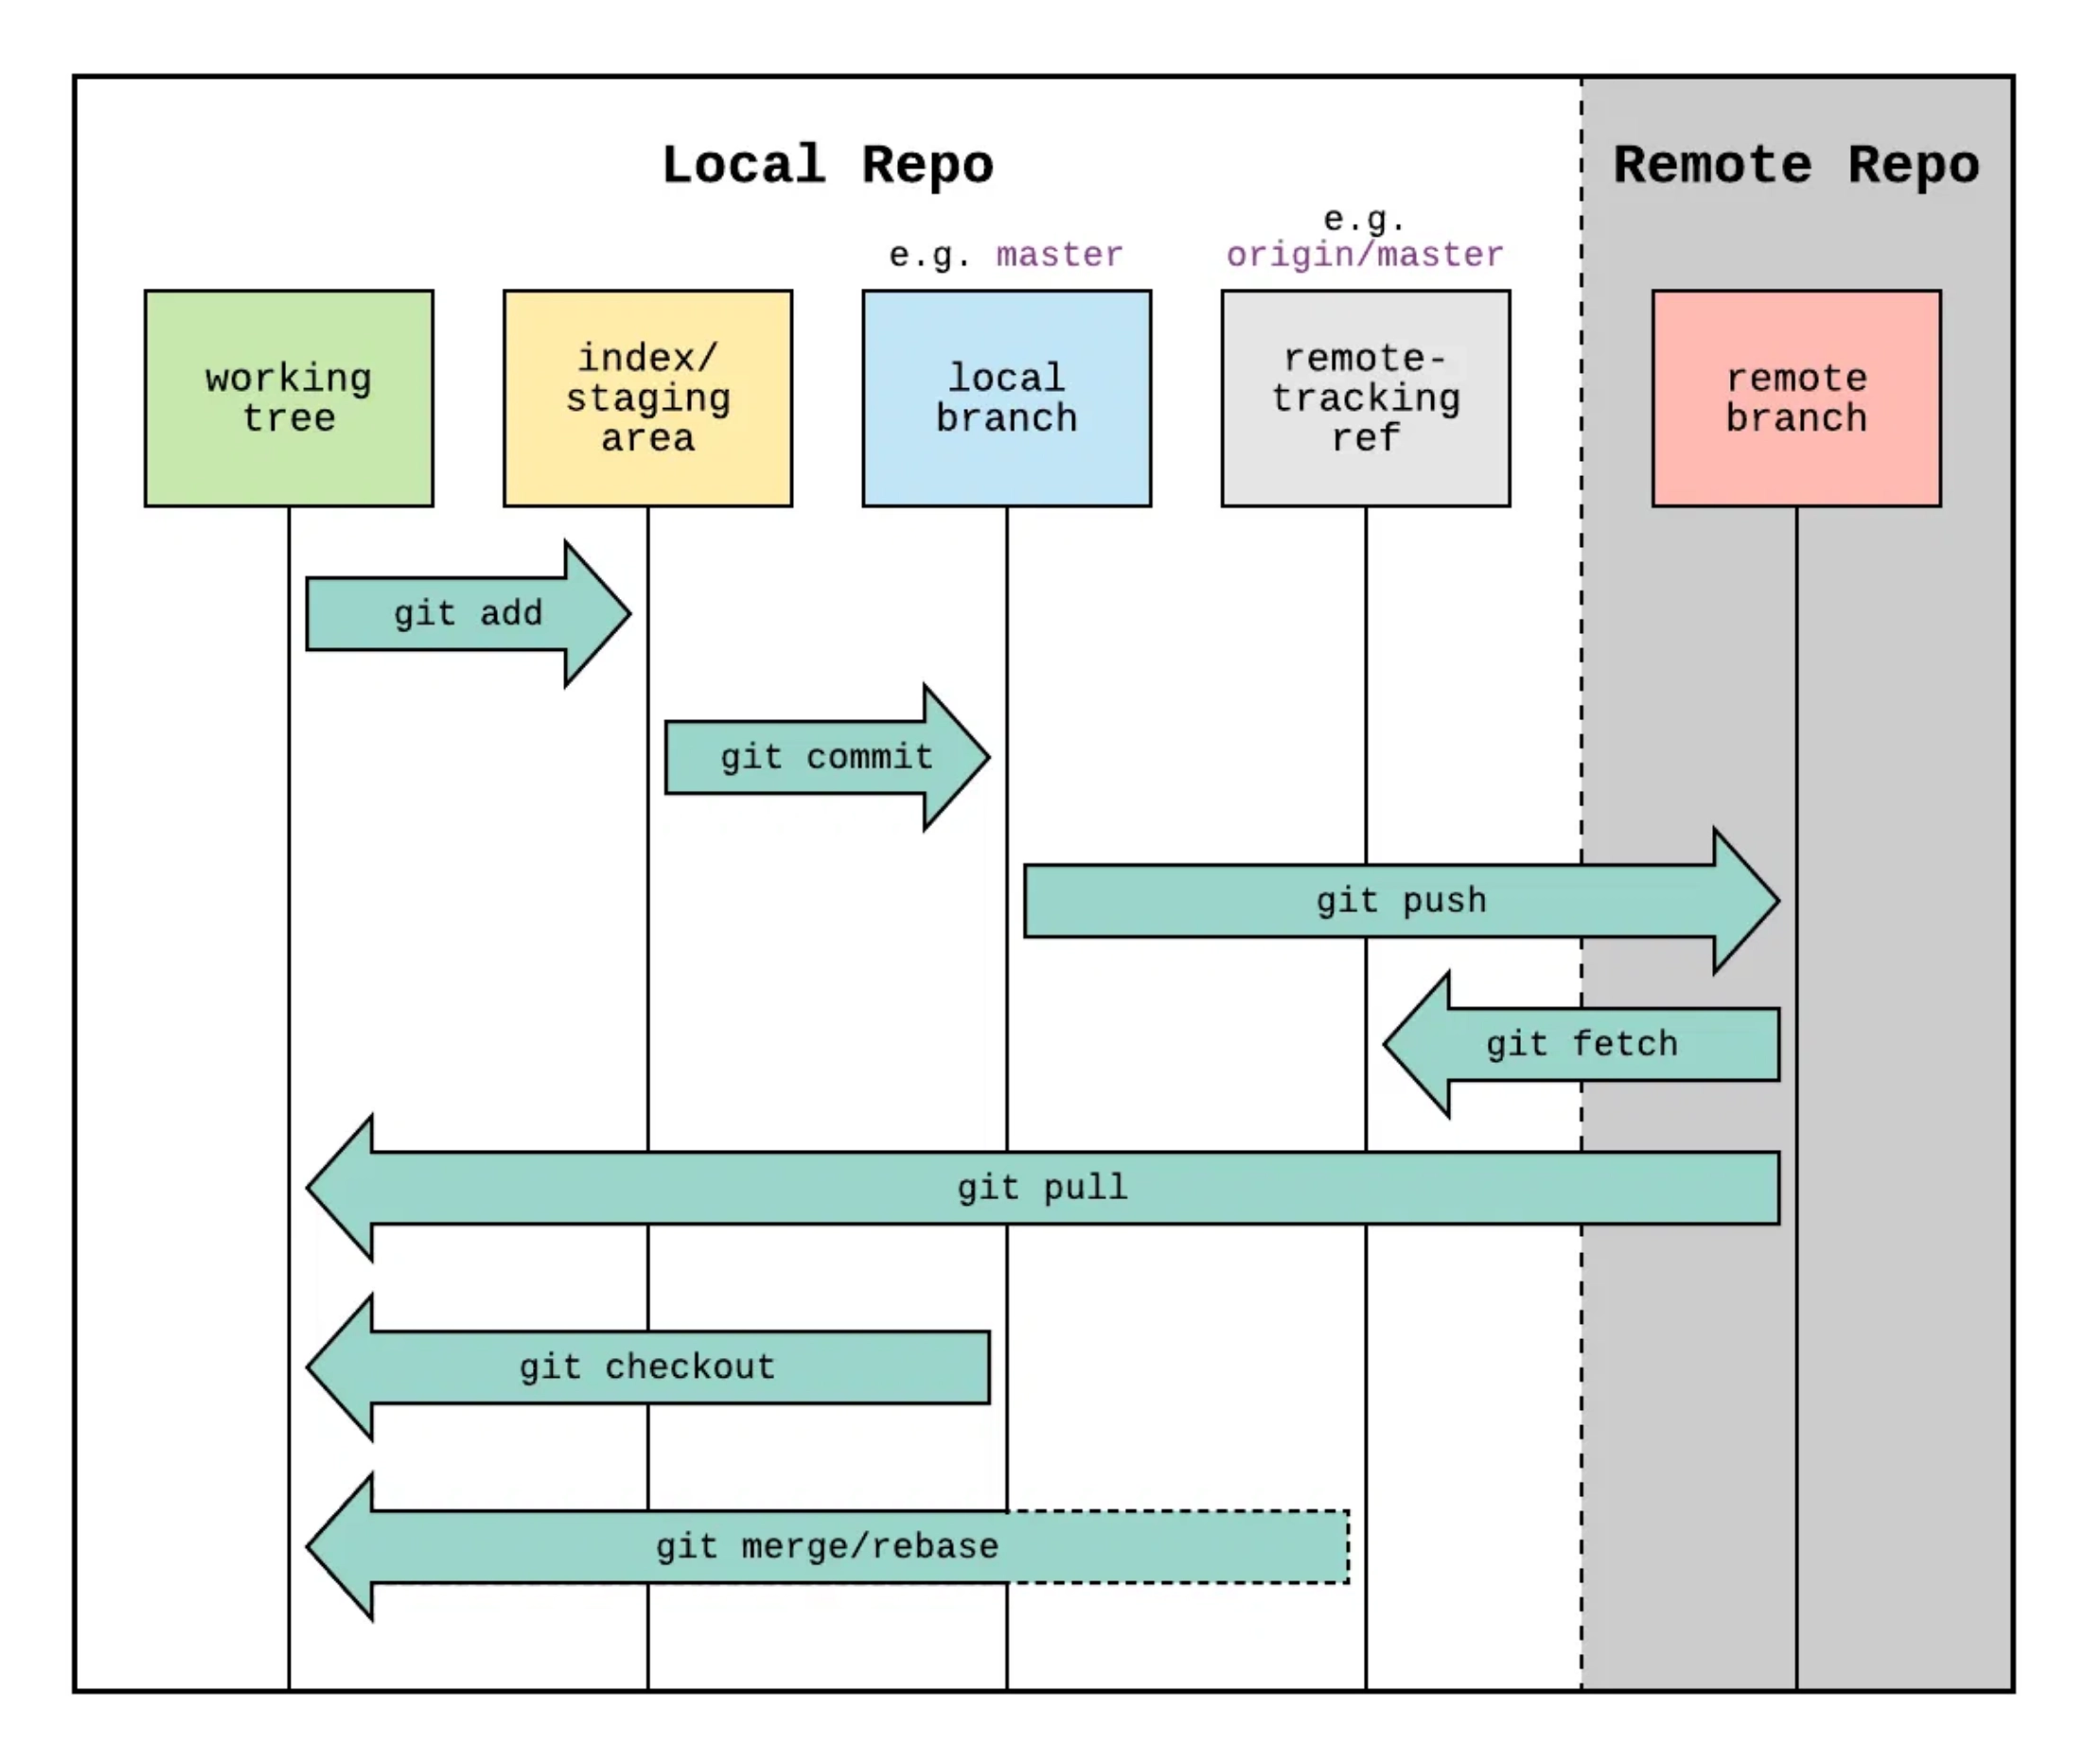 Local Repo
Remote Repo
e.g. master
e.g.
origin/master
working
tree
index/
staging
area
local
branch
remote-
tracking
ref
remote
branch
git add
git commit
git push
git fetch
git pull
git checkout
git merge/rebase